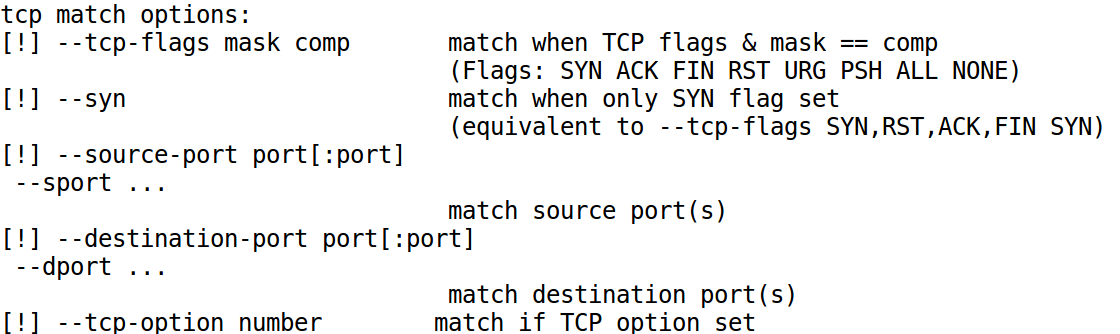 tcp match options:
[!] --tcp-flags mask comp       match when TCP flags & mask == comp
                                (Flags: SYN ACK FIN RST URG PSH ALL NONE)
[!] --syn                       match when only SYN flag set
                                (equivalent to --tcp-flags SYN,RST,ACK,FIN SYN)
[!] --source-port port[:port]
 --sport ...
                                match source port(s)
[!] --destination-port port[:port]
 --dport ...
                                match destination port(s)
[!] --tcp-option number        match if TCP option set